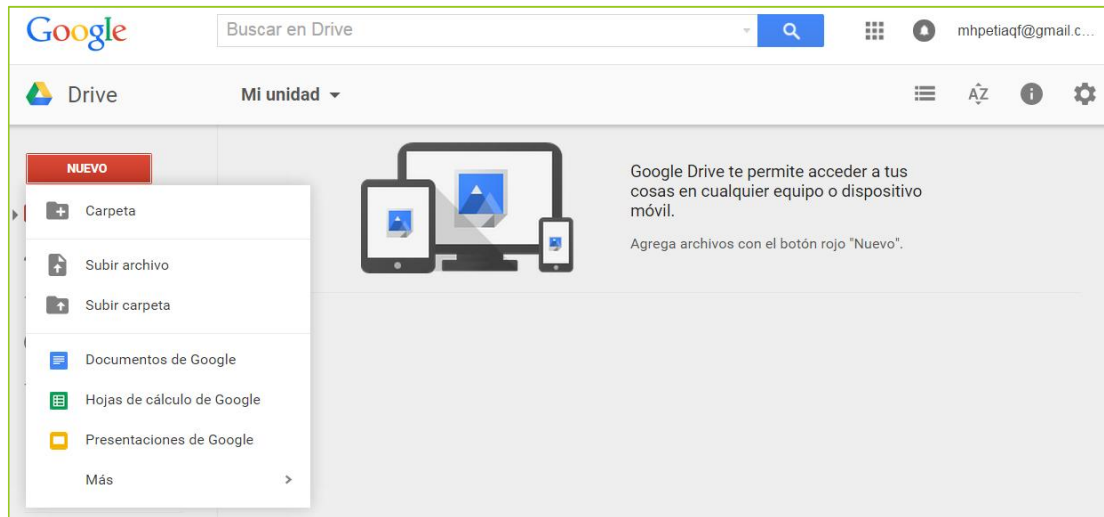 Google
Buscar en Drive
mhpetiaqf@gmail.c...
Drive
Mi unidad
AZ
NUEVO
Google Drive te permite acceder a tus
cosas en cualquier equipo o dispositivo
móvil.
Agrega archivos con el botón rojo "Nuevo".
Carpeta
Subir archivo
Subir carpeta
Documentos de Google
Hojas de cálculo de Google
Presentaciones de Google
Más